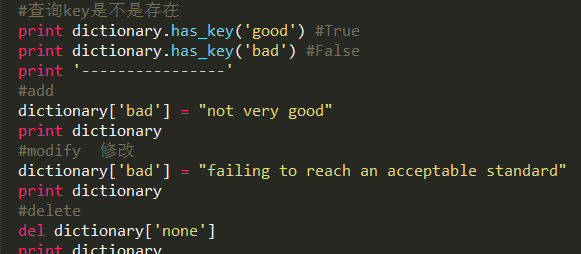 #查询key是不是存在
print dictionary.has_key('good') #True
print dictionary.has_key('bad') #False
print '----------------'
#add
dictionary['bad'] = "not very good"
print dictionary
#modify  修改
dictionary['bad'] = "failing to reach an acceptable standard"
print dictionary
#delete
del dictionary['none']
print dictionary